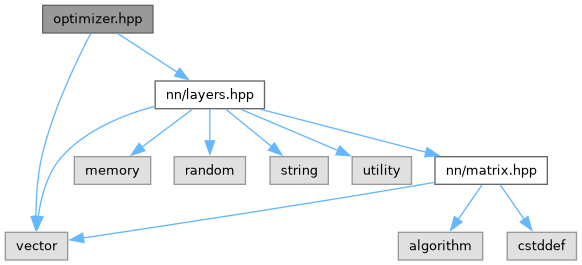 optimizer.hpp
nn/layers.hpp
memory
random
string
utility
nn/matrix.hpp
vector
algorithm
cstddef